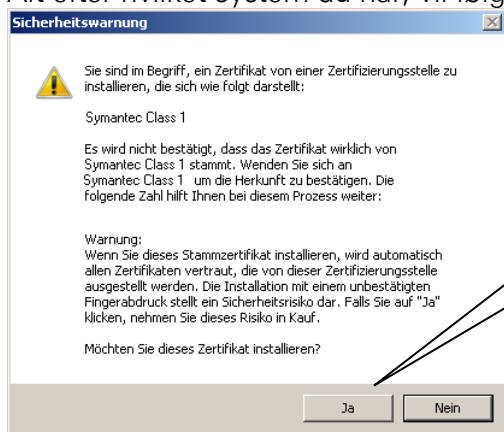 Sicherheitswarnung
Sie sind im Begriff, ein Zertifikat von einer Zertifizierungsstelle zu
installieren, die sich wie folgt darstellt:
Symantec Class 1
Es wird nicht bestätigt, dass das Zertifikat wirklich von
Symantec Class 1 stammt. Wenden Sie sich an
Symantec Class 1 um die Herkunft zu bestätigen. Die
folgende Zahl hilft Ihnen bei diesem Prozess weiter:
Warnung:
Wenn Sie dieses Stammzertifikat installieren, wird automatisch
allen Zertifikaten vertraut, die von dieser Zertifizierungsstelle
ausgestellt werden. Die Installation mit einem unbestätigten
Fingerabdruck stellt ein Sicherheitsrisiko dar. Falls Sie auf "Ja"
klicken, nehmen Sie dieses Risiko in Kauf.
Möchten Sie dieses Zertifikat installieren?
Ja Nein